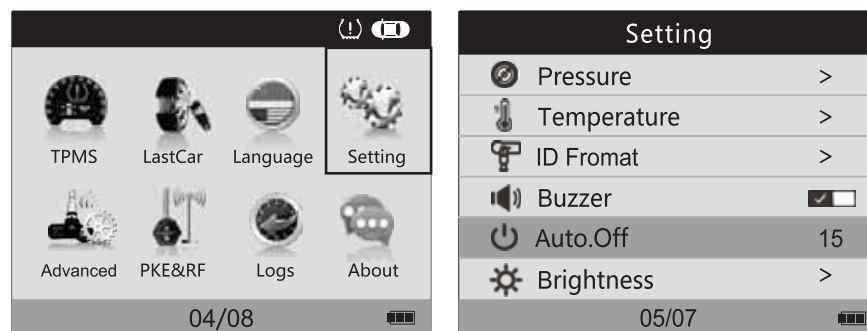 TPMS LastCar Language Setting
Advanced PKE&RF Logs About
04/08
Setting
Pressure >
Temperature >
ID Fromat >
Buzzer
Auto.Off 15
Brightness >
05/07